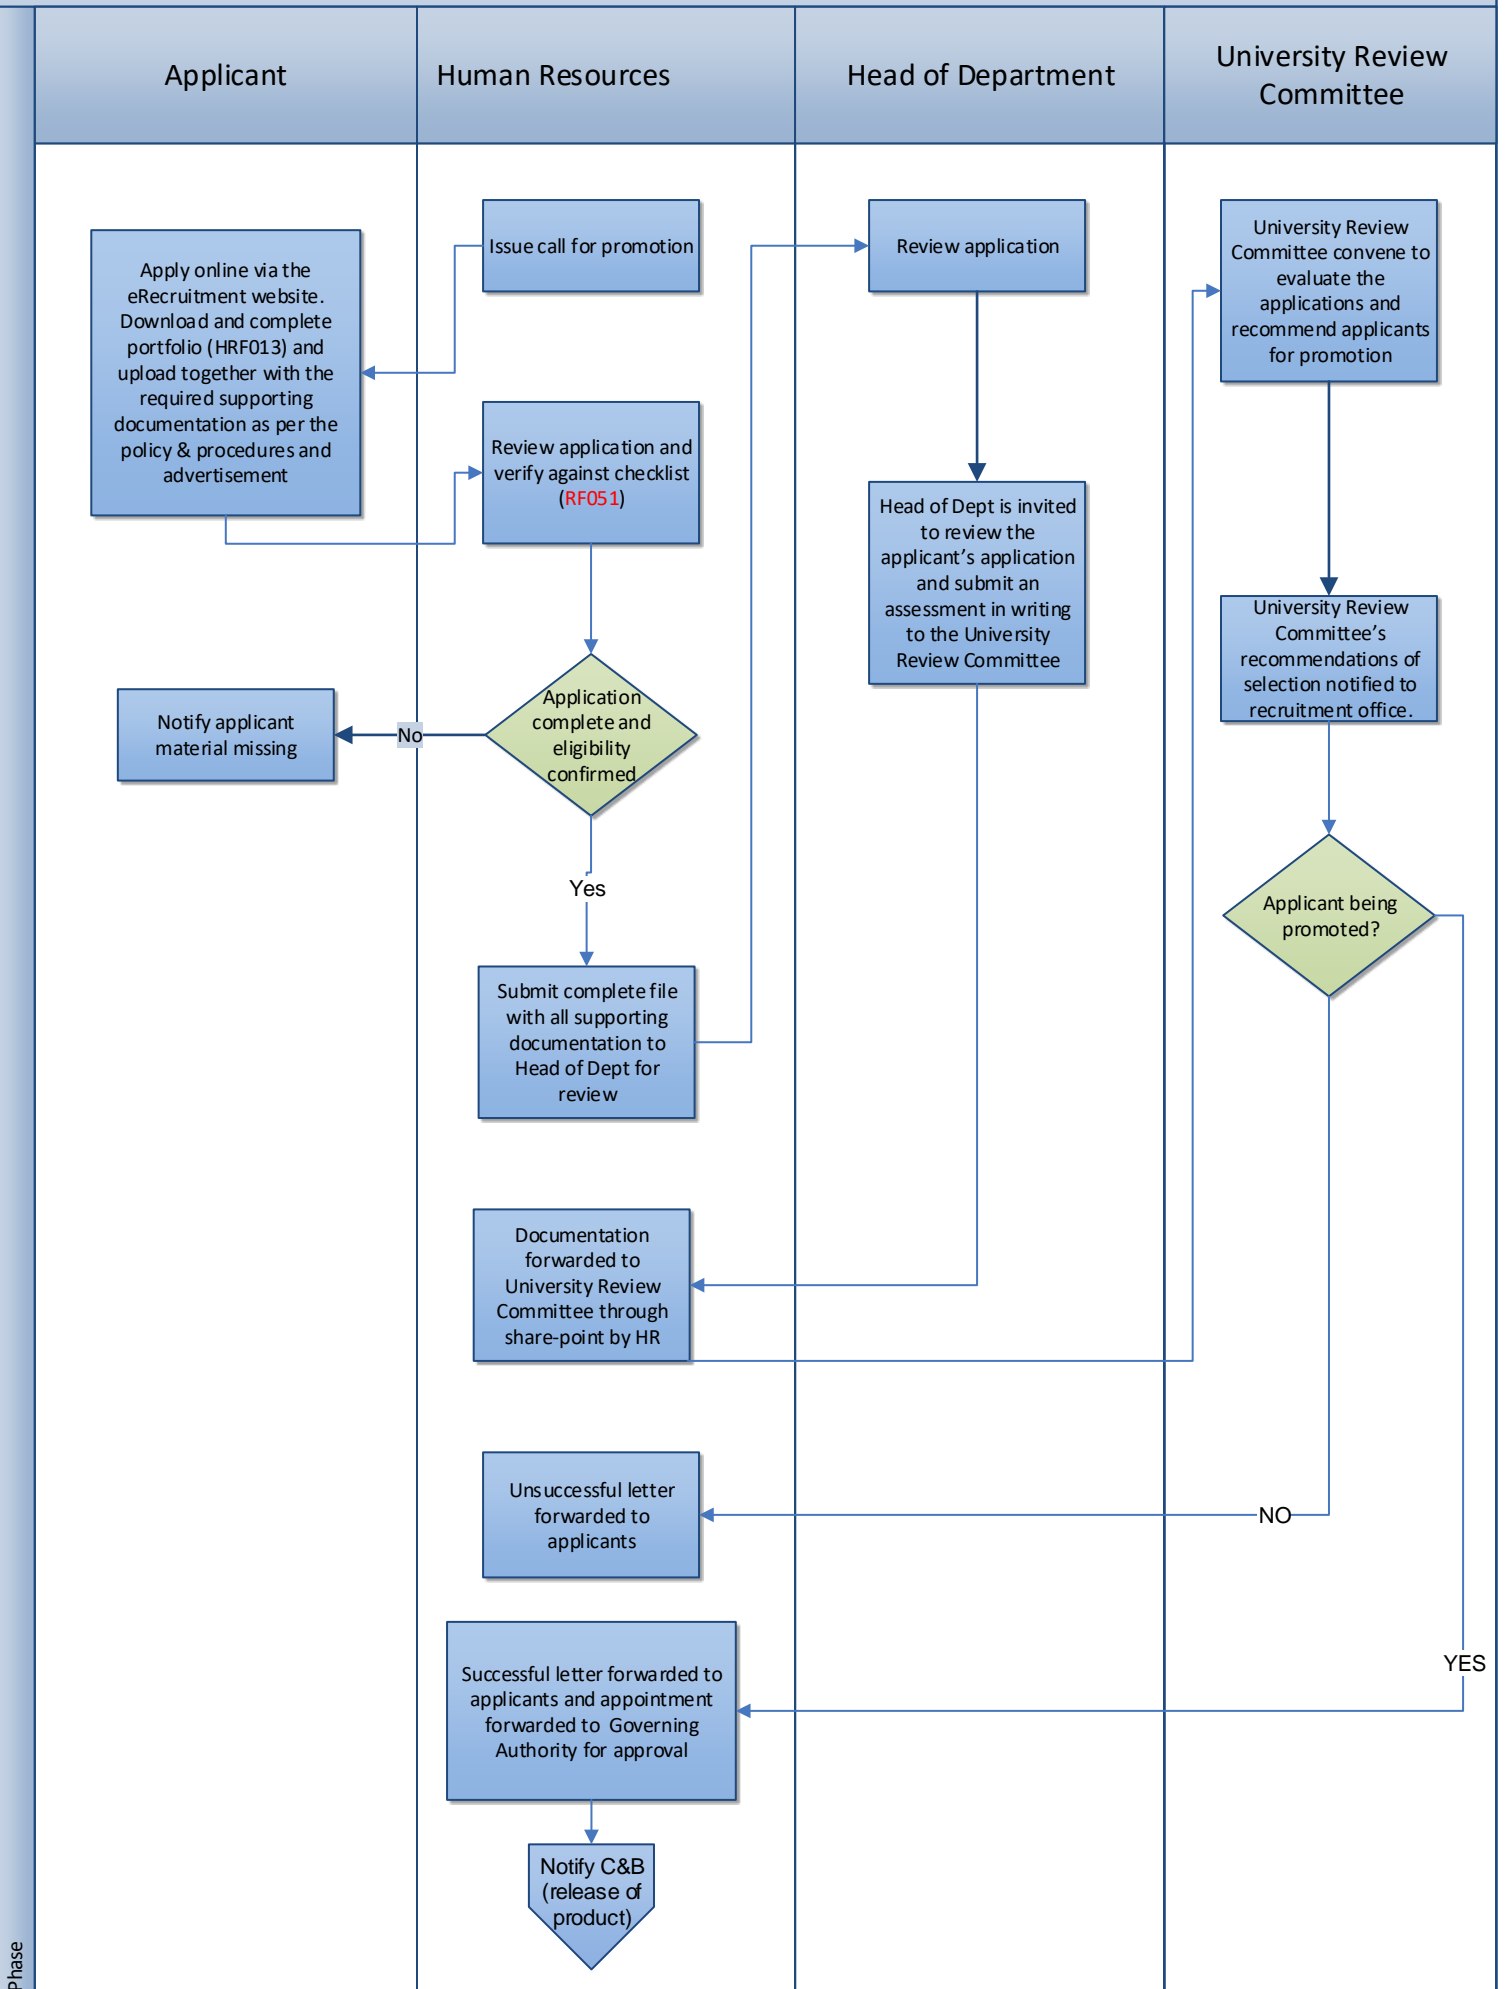 Applicant
Human Resources
Head of Department
University Review
Committee
Issue call for promotion
Apply online via the
eRecruitment website.
Download and complete
portfolio (HRF013) and
upload together with the
required supporting
documentation as per the
policy & procedures and
advertisement
Review application and
verify against checklist
(RF051)
Application
complete and
eligibility
confirmed
No
Notify applicant
material missing
Yes
Submit complete file
with all supporting
documentation to
Head of Dept for
review
Review application
Head of Dept is invited
to review the
applicant’s application
and submit an
assessment in writing
to the University
Review Committee
Documentation
forwarded to
University Review
Committee through
share-point by HR
University Review
Committee convene to
evaluate the
applications and
recommend applicants
for promotion
University Review
Committee’s
recommendations of
selection notified to
recruitment office.
Applicant being
promoted?
NO
Unsuccessful letter
forwarded to
applicants
YES
Successful letter forwarded to
applicants and appointment
forwarded to Governing
Authority for approval
Notify C&B
(release of
product)
Phase